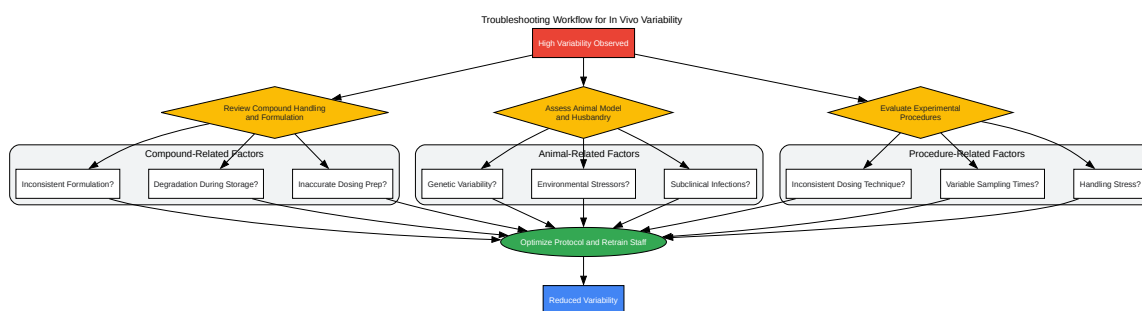 Troubleshooting Workflow for In Vivo Variability
High Variability Observed
Review Compound Handling
and Formulation
Assess Animal Model
and Husbandry
Evaluate Experimental
Procedures
Compound-Related Factors
Animal-Related Factors
Procedure-Related Factors
Inconsistent Formulation?
Degradation During Storage?
Inaccurate Dosing Prep?
Genetic Variability?
Environmental Stressors?
Subclinical Infections?
Inconsistent Dosing Technique?
Variable Sampling Times?
Handling Stress?
Optimize Protocol and Retrain Staff
Reduced Variability